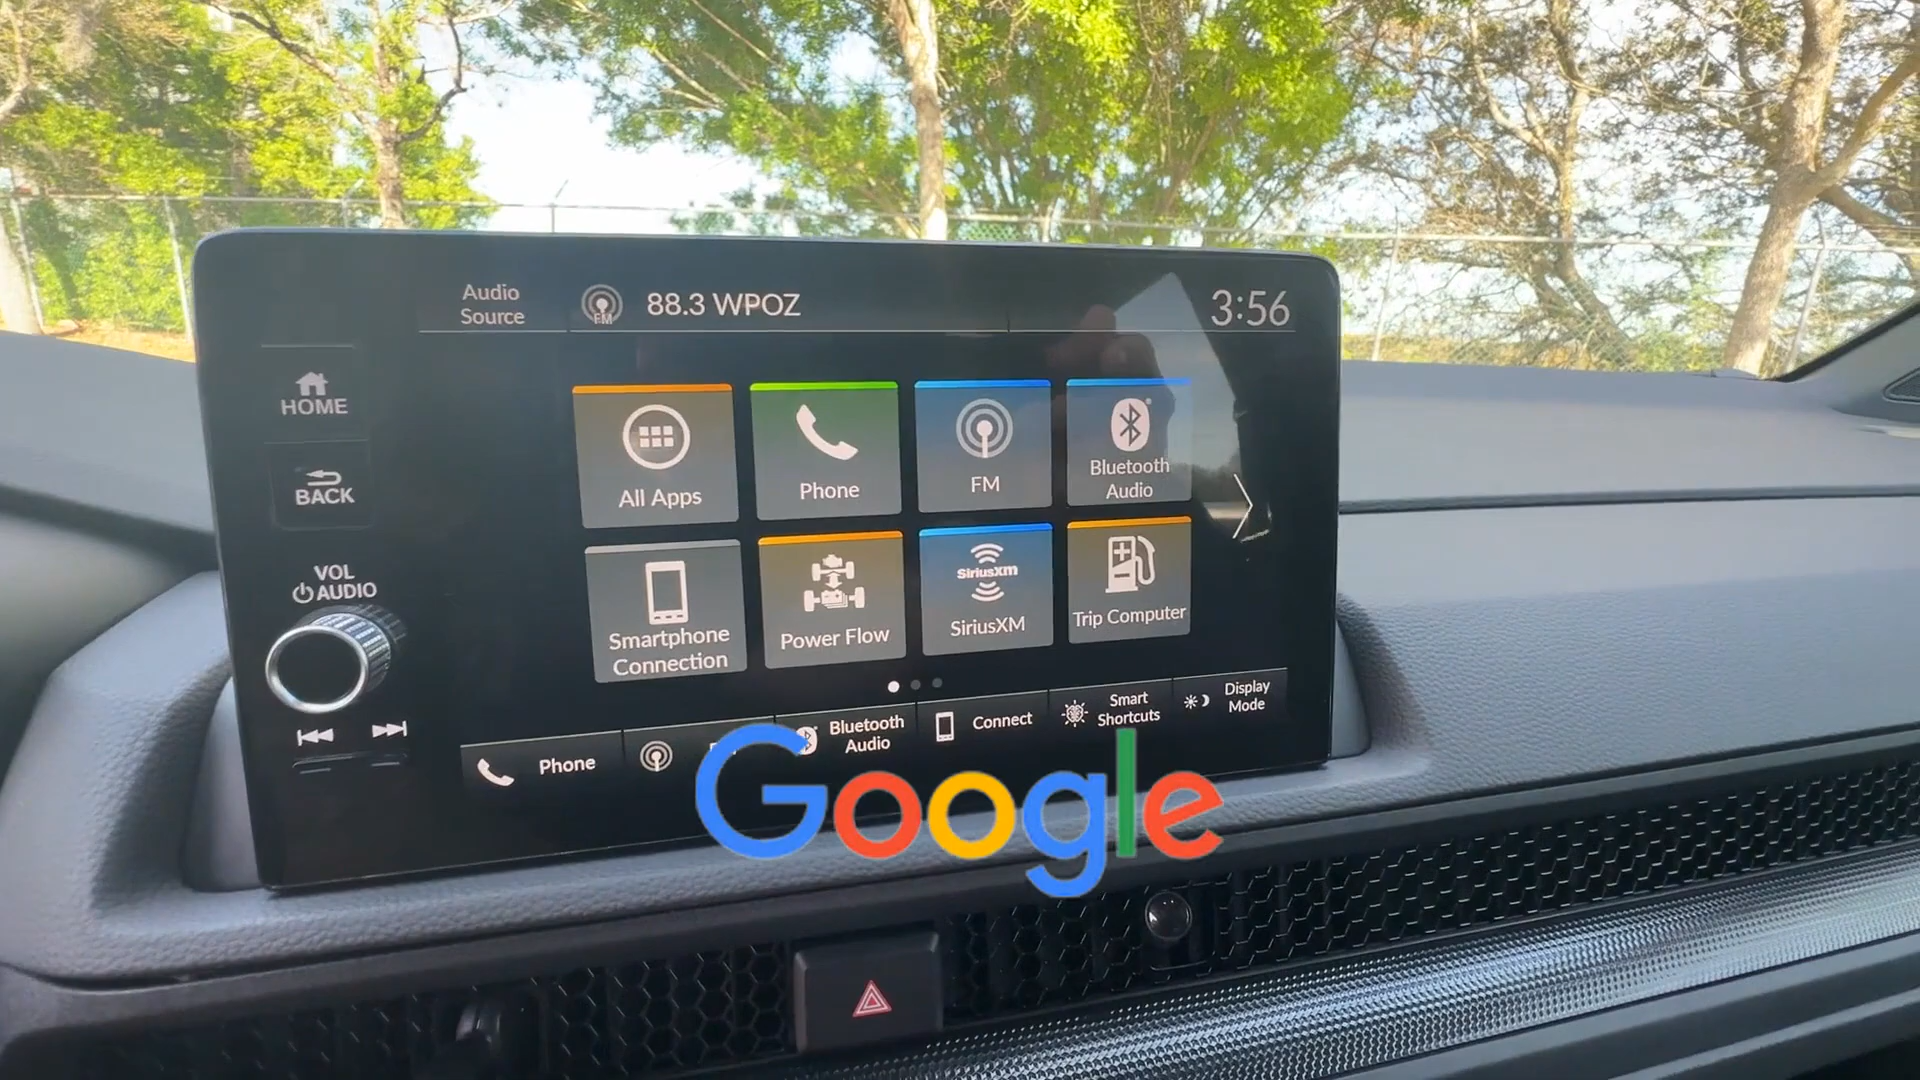 Audio
Source
FM
88.3 WPOZ
3:56
HOME
BACK
VOL
AUDIO
All Apps
Phone
FM
Bluetooth
Audio
Smartphone
Connection
Power Flow
SiriusXM
SiriusXM
Trip Computer
Phone
Bluetooth
Audio
Connect
Smart
Shortcuts
Display
Mode
Google